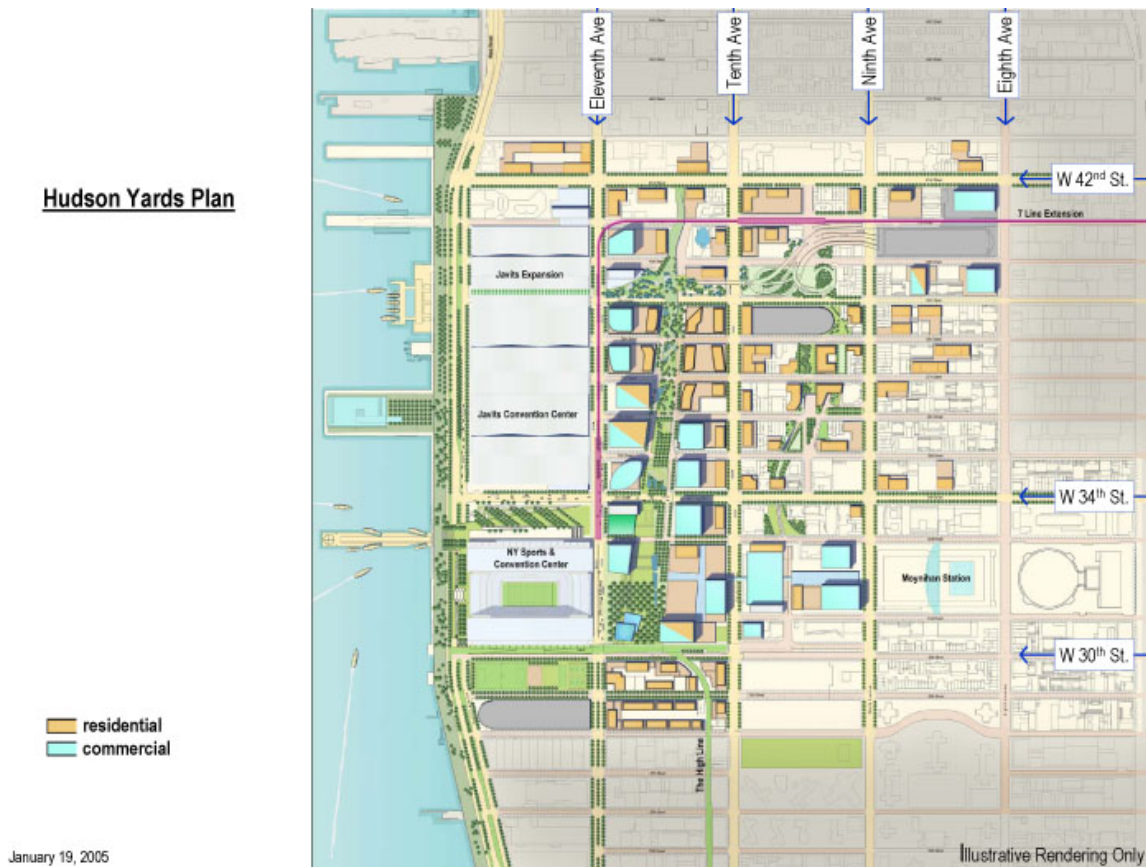 Eleventh Ave
Tenth Ave
Ninth Ave
Eighth Ave
Hudson Yards Plan
W 42nd St.
7 Line Extension
Javits Expansion
Javits Convention Center
W 34th St.
NY Sports &
Convention Center
Moynihan Station
W 30th St.
residential
commercial
The High Line
January 19, 2005
Illustrative Rendering Only